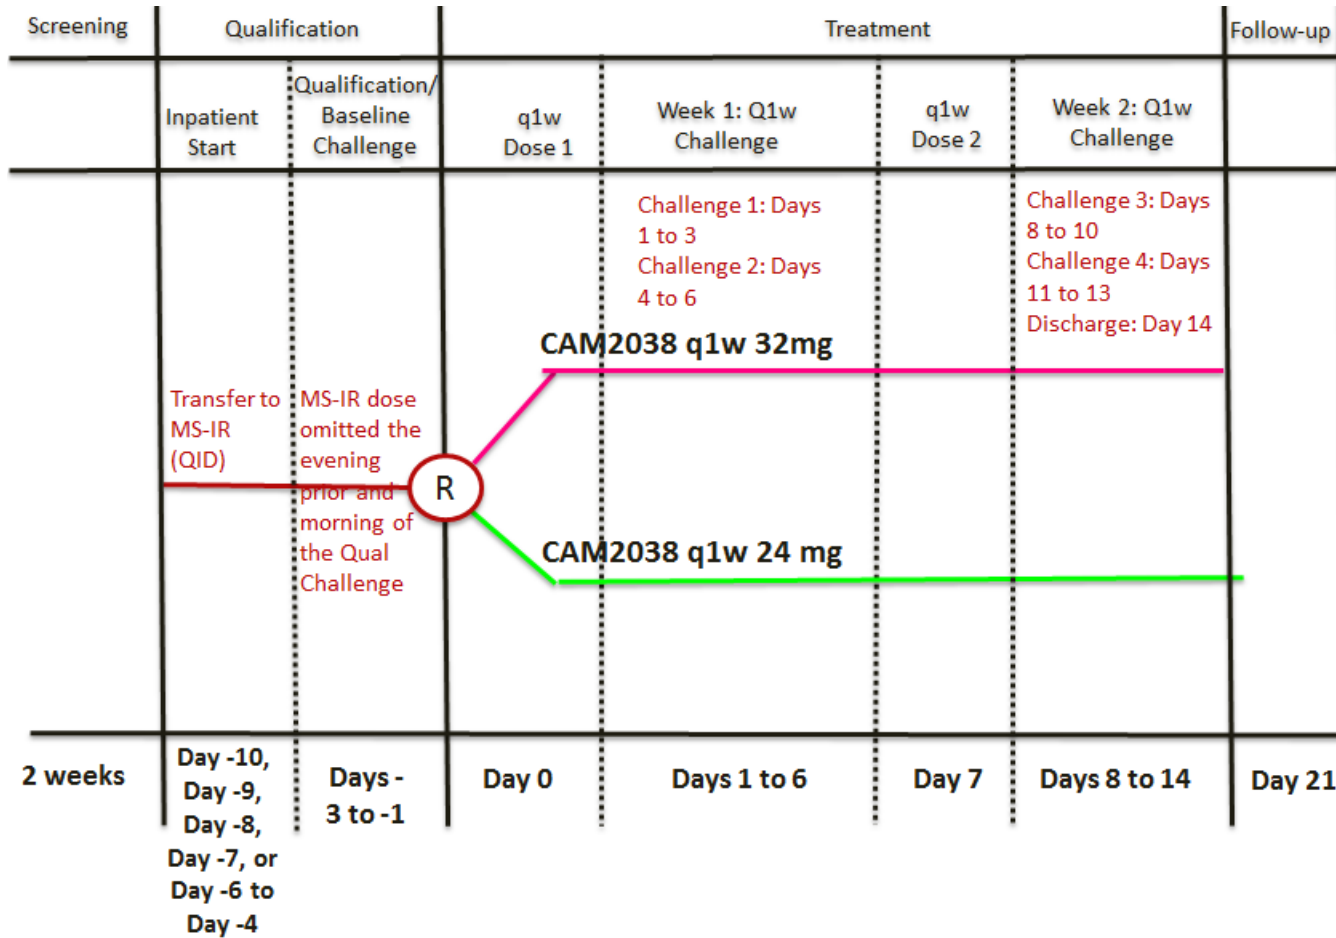 Screening
Qualification
Treatment
Follow-up
Inpatient
Start
Qualification/
Baseline
Challenge
q1w
Dose 1
Week 1: Q1w
Challenge
q1w
Dose 2
Week 2: Q1w
Challenge
Challenge 1: Days
1 to 3
Challenge 2: Days
4 to 6
Challenge 3: Days
8 to 10
Challenge 4: Days
11 to 13
Discharge: Day 14
CAM2038 q1w 32mg
Transfer to
MS-IR
(QID)
MS-IR dose
omitted the
evening
prior and
morning of
the Qual
Challenge
R
CAM2038 q1w 24 mg
2 weeks
Day -10,
Day -9,
Day -8,
Day -7, or
Day -6 to
Day -4
Days -
3 to -1
Day 0
Days 1 to 6
Day 7
Days 8 to 14
Day 21